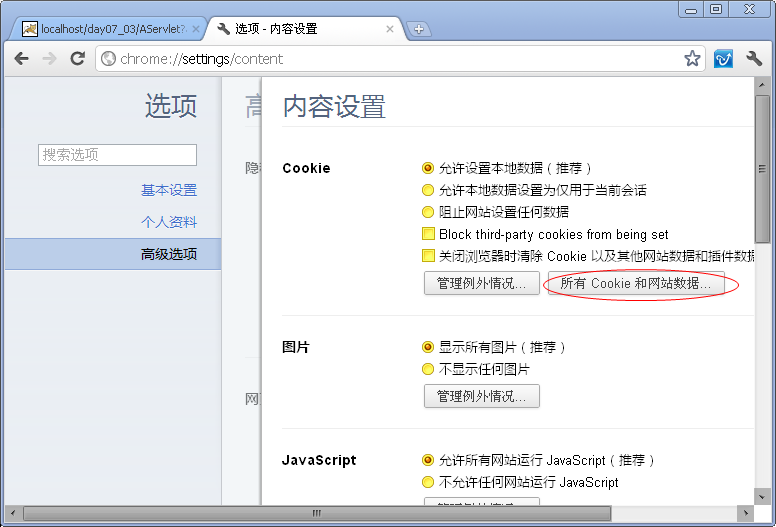 localhost/day07_03/AServlet?
选项 - 内容设置
chrome://settings/content
选项
搜索选项
基本设置
个人资料
高级选项
高
隐
网
内容设置
Cookie
允许设置本地数据（推荐）
允许本地数据设置为仅用于当前会话
阻止网站设置任何数据
Block third-party cookies from being set
关闭浏览器时清除 Cookie 以及其他网站数据和插件数据
管理例外情况... 所有 Cookie 和网站数据...
图片
显示所有图片（推荐）
不显示任何图片
管理例外情况...
JavaScript
允许所有网站运行 JavaScript（推荐）
不允许任何网站运行 JavaScript
管理例外情况...